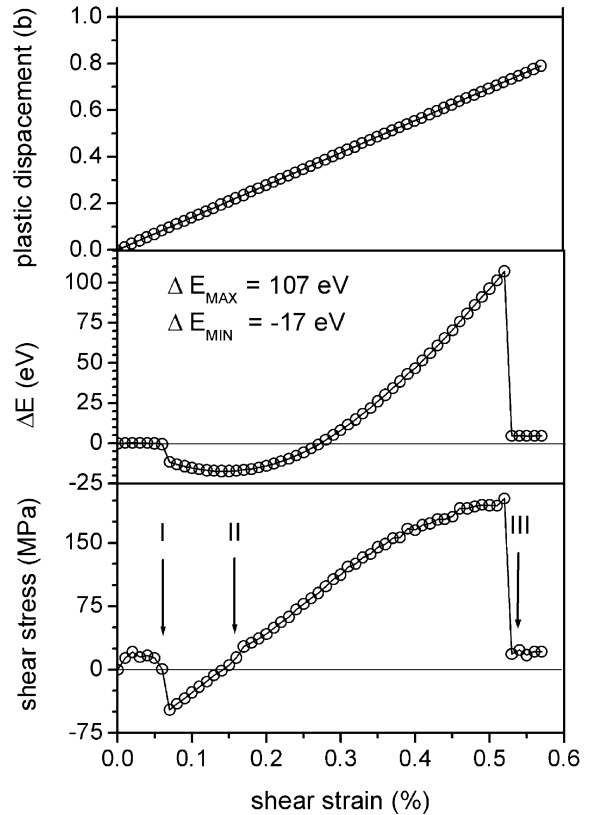 1.0
0.8
0.6
0.4
0.2
0.0
plastic dispacement (b)
100
75
50
25
0
-25
ΔE (eV)
Δ E_MAX = 107 eV
Δ E_MIN = -17 eV
150
75
0
-75
shear stress (MPa)
I
II
III
0.0 0.1 0.2 0.3 0.4 0.5 0.6
shear strain (%)